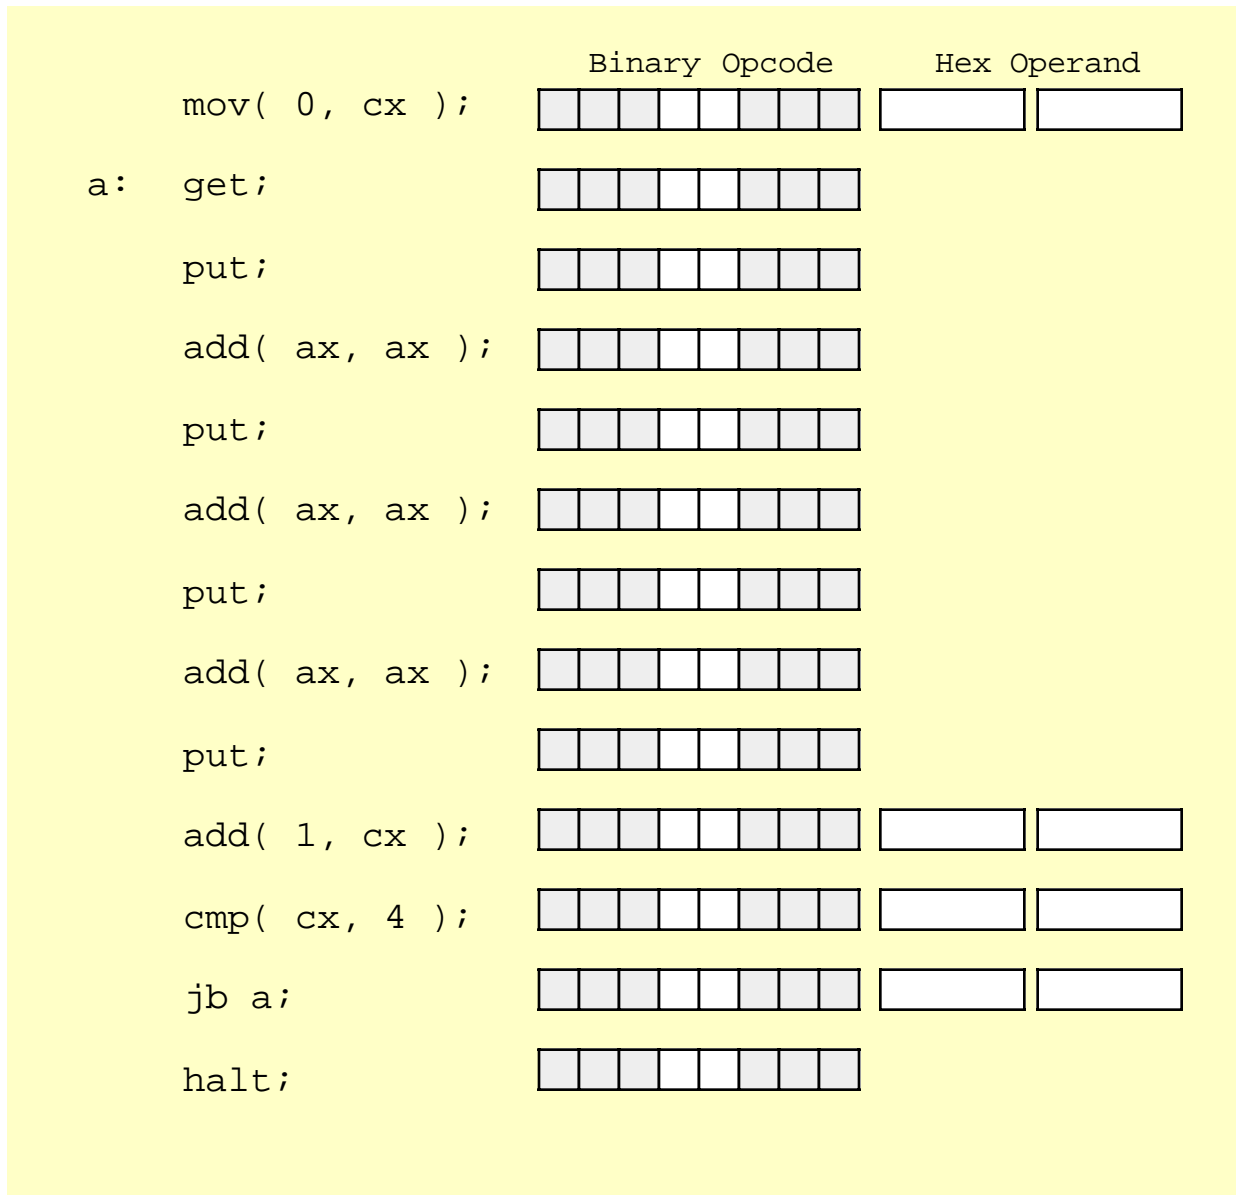 Binary Opcode Hex Operand
mov( 0, cx );
a: get;
put;
add( ax, ax );
put;
add( ax, ax );
put;
add( ax, ax );
put;
add( 1, cx );
cmp( cx, 4 );
jb a;
halt;